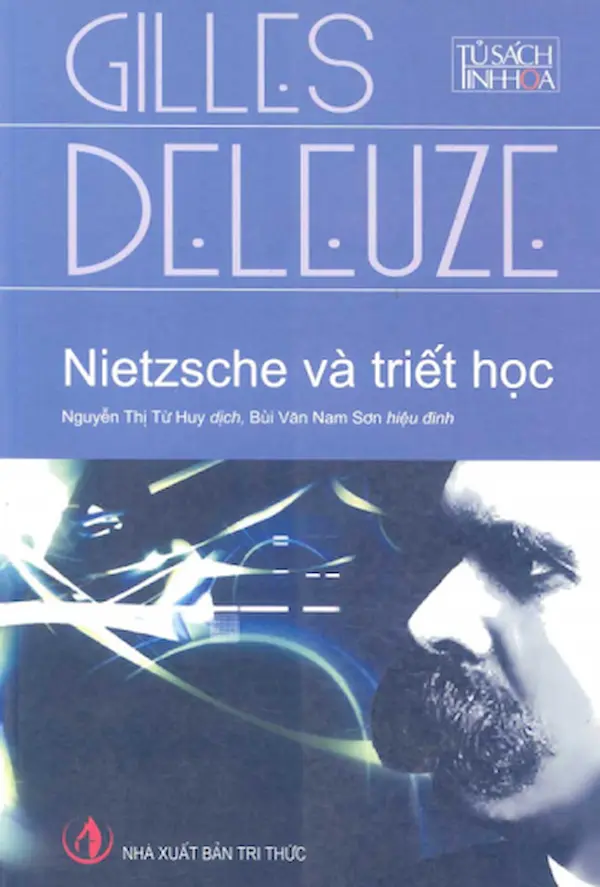 GILLES
TỦ SÁCH
TINH HOA
DELEUZE
Nietzsche và triết học
Nguyễn Thị Từ Huy dịch, Bùi Văn Nam Sơn hiệu đính
NHÀ XUẤT BẢN TRI THỨC